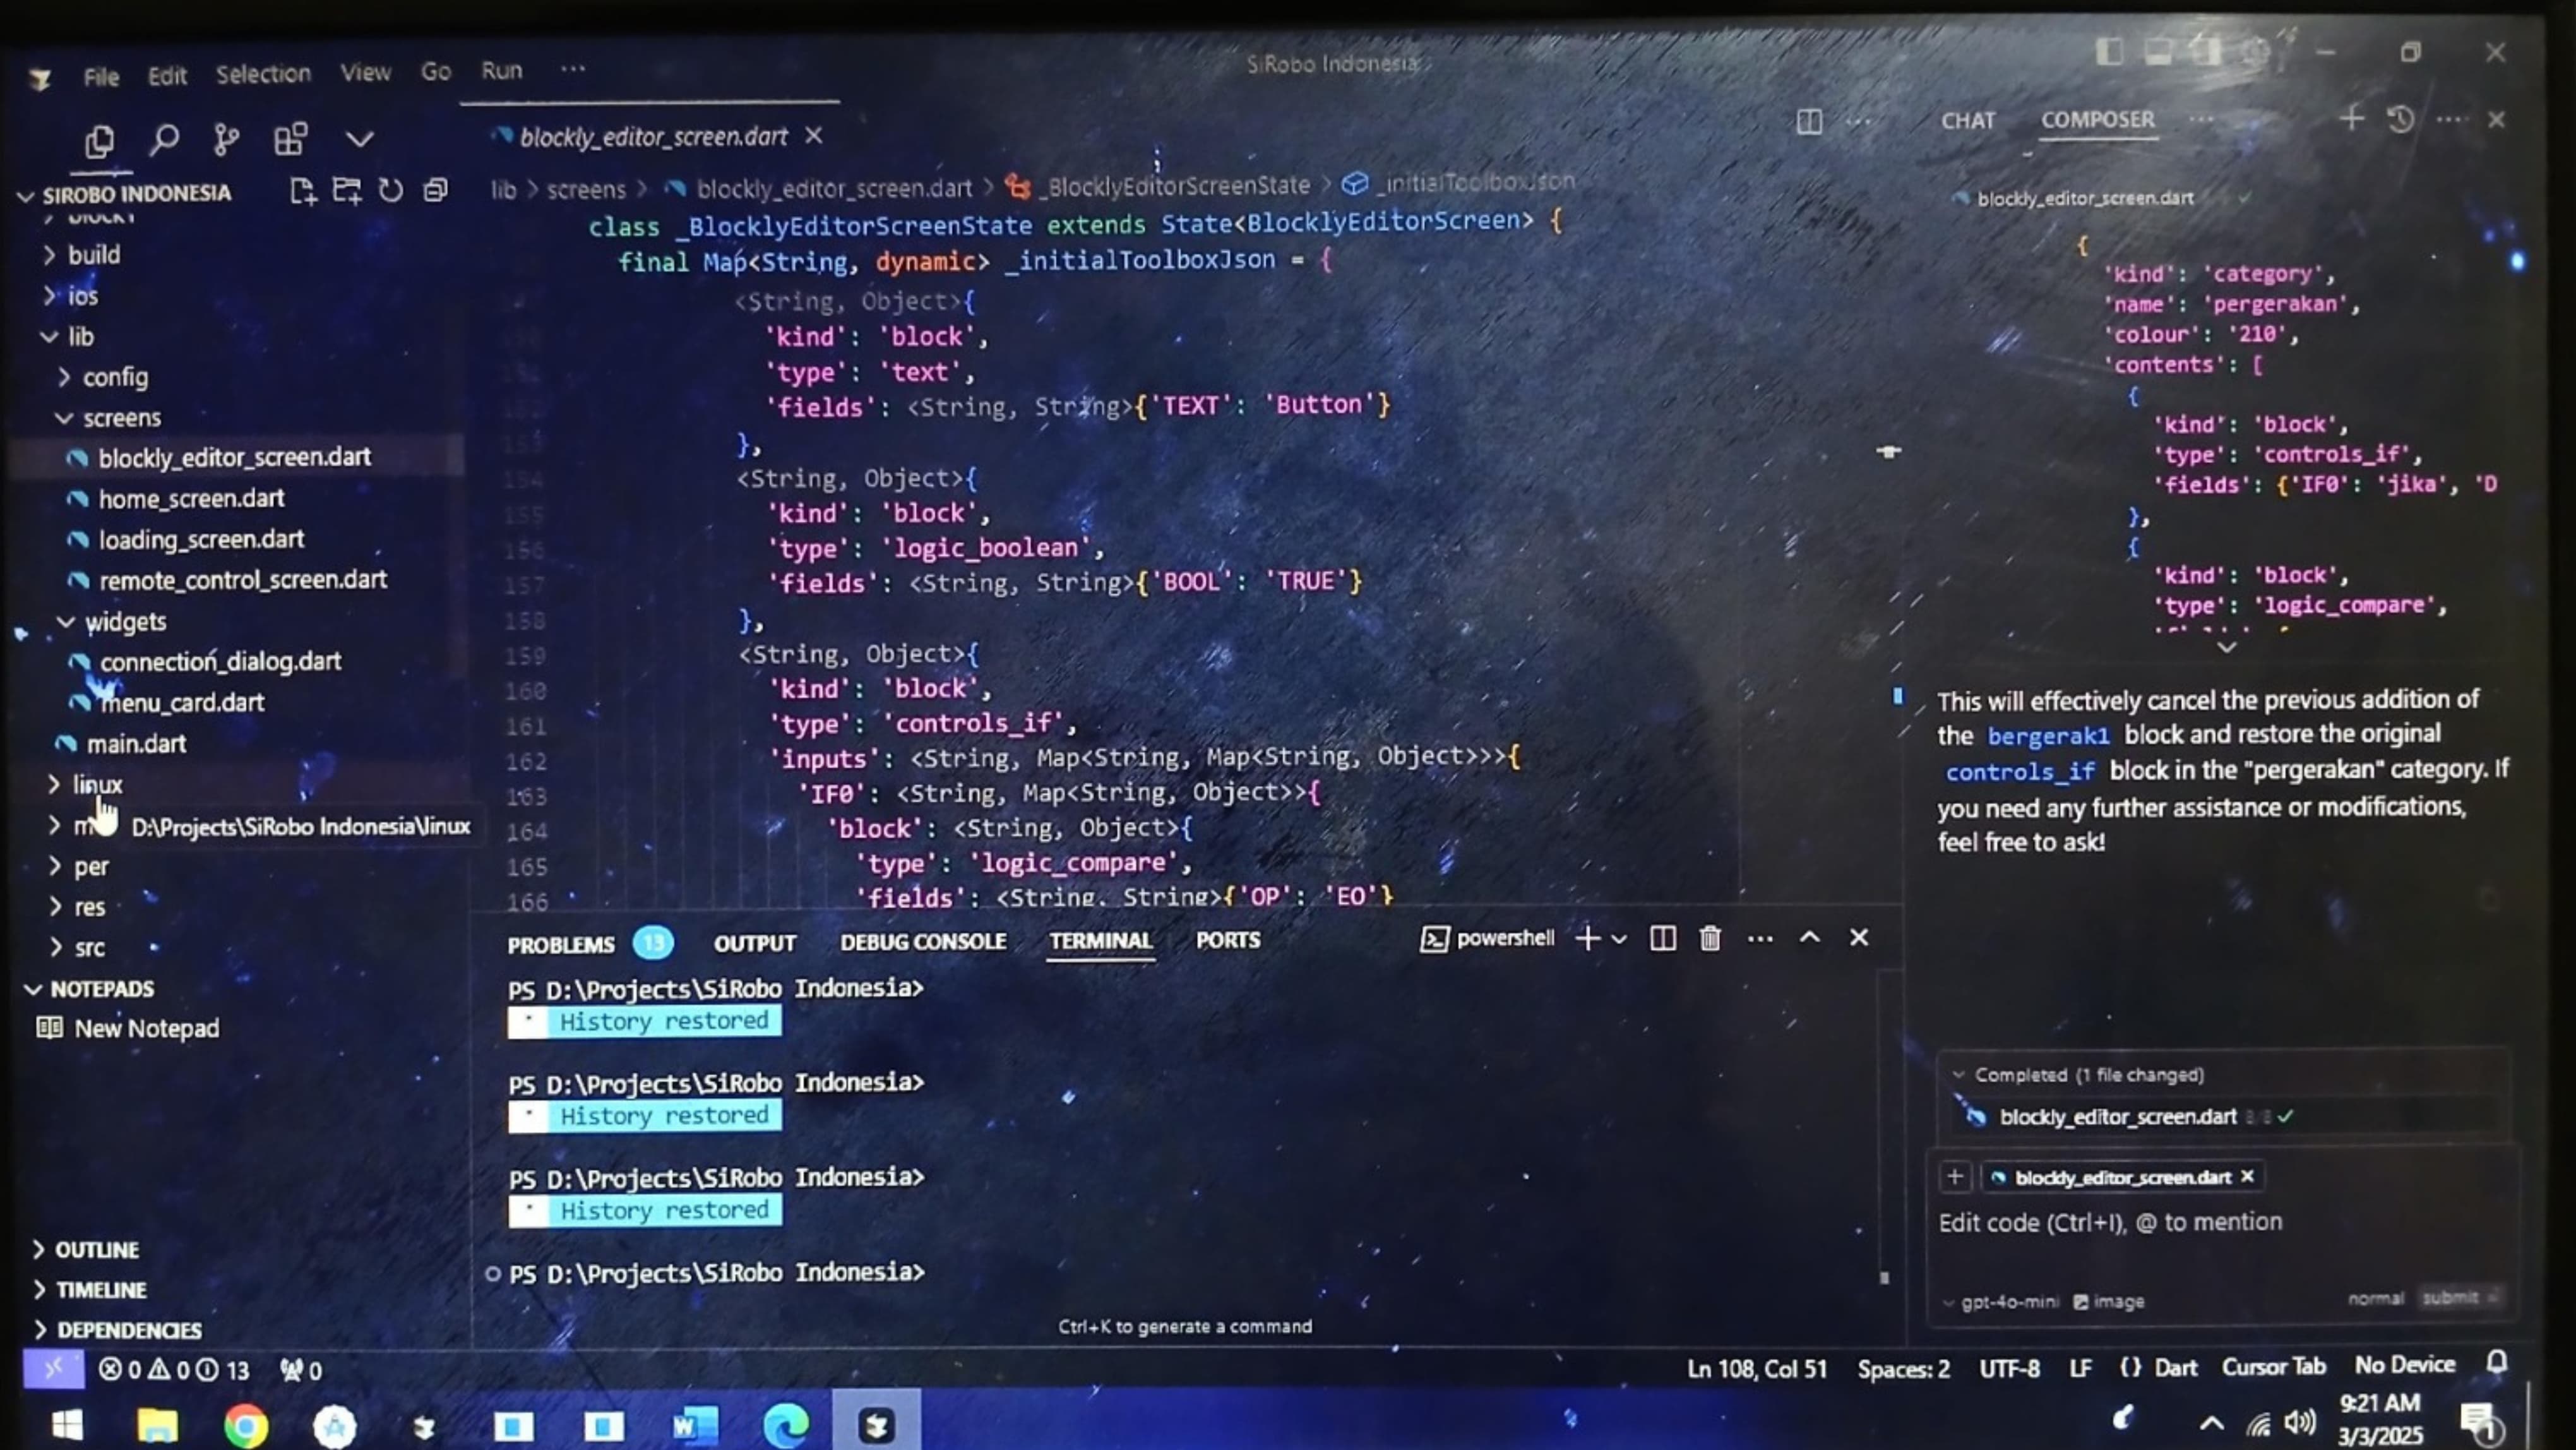 File Edit Selection View Go Run ...
SiRobo Indonesia
blockly_editor_screen.dart
CHAT COMPOSER ...
SIROBO INDONESIA
build
ios
lib
config
screens
blockly_editor_screen.dart
home_screen.dart
loading_screen.dart
remote_control_screen.dart
widgets
connection_dialog.dart
menu_card.dart
main.dart
linux
D:\Projects\SiRobo Indonesia\linux
per
res
src
NOTEPADS
New Notepad
OUTLINE
TIMELINE
DEPENDENCIES
lib > screens > blockly_editor_screen.dart > _BlocklyEditorScreenState > _initialToolboxJson
class _BlocklyEditorScreenState extends State<BlocklyEditorScreen> {
final Map<String, dynamic> _initialToolboxJson = {
<String, Object>{
'kind': 'block',
'type': 'text',
'fields': <String, String>{'TEXT': 'Button'}
153 },
154 <String, Object>{
155 'kind': 'block',
156 'type': 'logic_boolean',
157 'fields': <String, String>{'BOOL': 'TRUE'}
158 },
159 <String, Object>{
160 'kind': 'block',
161 'type': 'controls_if',
162 'inputs': <String, Map<String, Map<String, Object>>>{
163 'IF0': <String, Map<String, Object>>{
164 'block': <String, Object>{
165 'type': 'logic_compare',
166 'fields': <String, String>{'OP': 'EQ'}
PROBLEMS 13 OUTPUT DEBUG CONSOLE TERMINAL PORTS
powershell
PS D:\Projects\SiRobo Indonesia>
* History restored
PS D:\Projects\SiRobo Indonesia>
* History restored
PS D:\Projects\SiRobo Indonesia>
* History restored
PS D:\Projects\SiRobo Indonesia>
Ctrl+K to generate a command
blockly_editor_screen.dart
{
'kind': 'category',
'name': 'pergerakan',
'colour': '210',
'contents': [
{
'kind': 'block',
'type': 'controls_if',
'fields': {'IF0': 'jika', 'D
},
{
'kind': 'block',
'type': 'logic_compare',
This will effectively cancel the previous addition of
the bergerak1 block and restore the original
controls_if block in the "pergerakan" category. If
you need any further assistance or modifications,
feel free to ask!
Completed (1 file changed)
blockly_editor_screen.dart
blockly_editor_screen.dart
Edit code (Ctrl+I), @ to mention
gpt-4o-mini image normal submit
0 0 13 0
Ln 108, Col 51 Spaces: 2 UTF-8 LF {} Dart Cursor Tab No Device
9:21 AM
3/3/2025
1